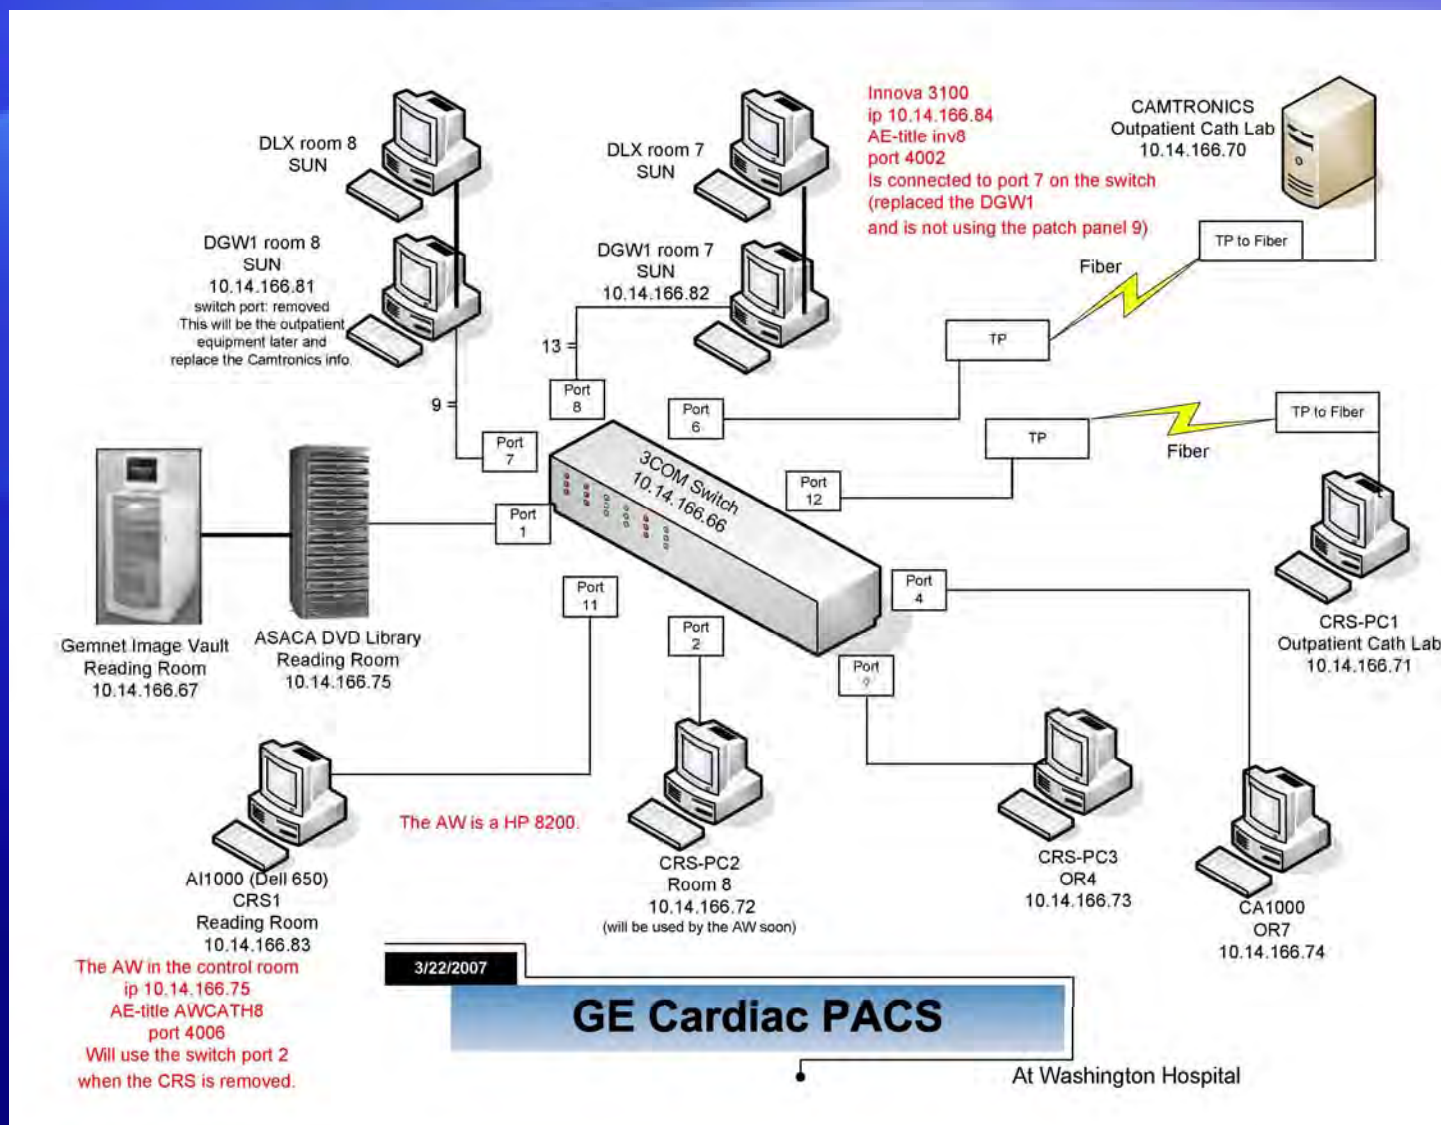 DLX room 8
SUN
DLX room 7
SUN
Innova 3100
ip 10.14.166.84
AE-title inv8
port 4002
Is connected to port 7 on the switch
(replaced the DGW1
and is not using the patch panel 9)
CAMTRONICS
Outpatient Cath Lab
10.14.166.70
DGW1 room 8
SUN
10.14.166.81
switch port: removed
This will be the outpatient
equipment later and
replace the Camtronics info.
DGW1 room 7
SUN
10.14.166.82
TP to Fiber
Fiber
TP
13 =
9 =
Port
8
Port
6
Port
7
TP to Fiber
Fiber
TP
3COM Switch
10.14.166.66
Port
12
Port
1
Port
11
Port
2
Port
4
Port
9
Gemnet Image Vault
Reading Room
10.14.166.67
ASACA DVD Library
Reading Room
10.14.166.75
CRS-PC1
Outpatient Cath Lab
10.14.166.71
The AW is a HP 8200.
AI1000 (Dell 650)
CRS1
Reading Room
10.14.166.83
CRS-PC2
Room 8
10.14.166.72
(will be used by the AW soon)
CRS-PC3
OR4
10.14.166.73
CA1000
OR7
10.14.166.74
The AW in the control room
ip 10.14.166.75
AE-title AWCATH8
port 4006
Will use the switch port 2
when the CRS is removed.
3/22/2007
GE Cardiac PACS
At Washington Hospital